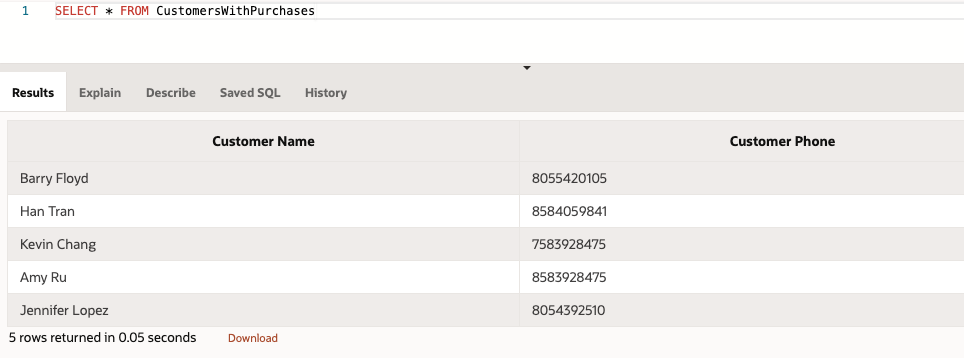 1 SELECT * FROM CustomersWithPurchases
Results Explain Describe Saved SQL History
Customer Name Customer Phone
Barry Floyd 8055420105
Han Tran 8584059841
Kevin Chang 7583928475
Amy Ru 8583928475
Jennifer Lopez 8054392510
5 rows returned in 0.05 seconds Download